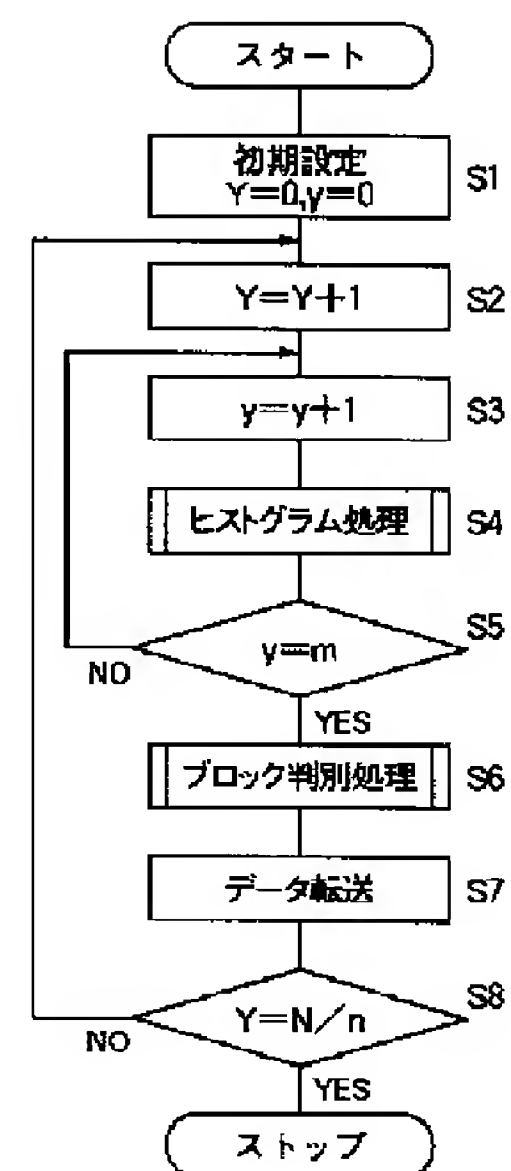 スタート
初期設定
Y=0,y=0
S1
Y=Y+1
S2
y=y+1
S3
ヒストグラム処理
S4
y=m
S5
NO
YES
ブロック判別処理
S6
データ転送
S7
Y=N/n
S8
NO
YES
ストップ